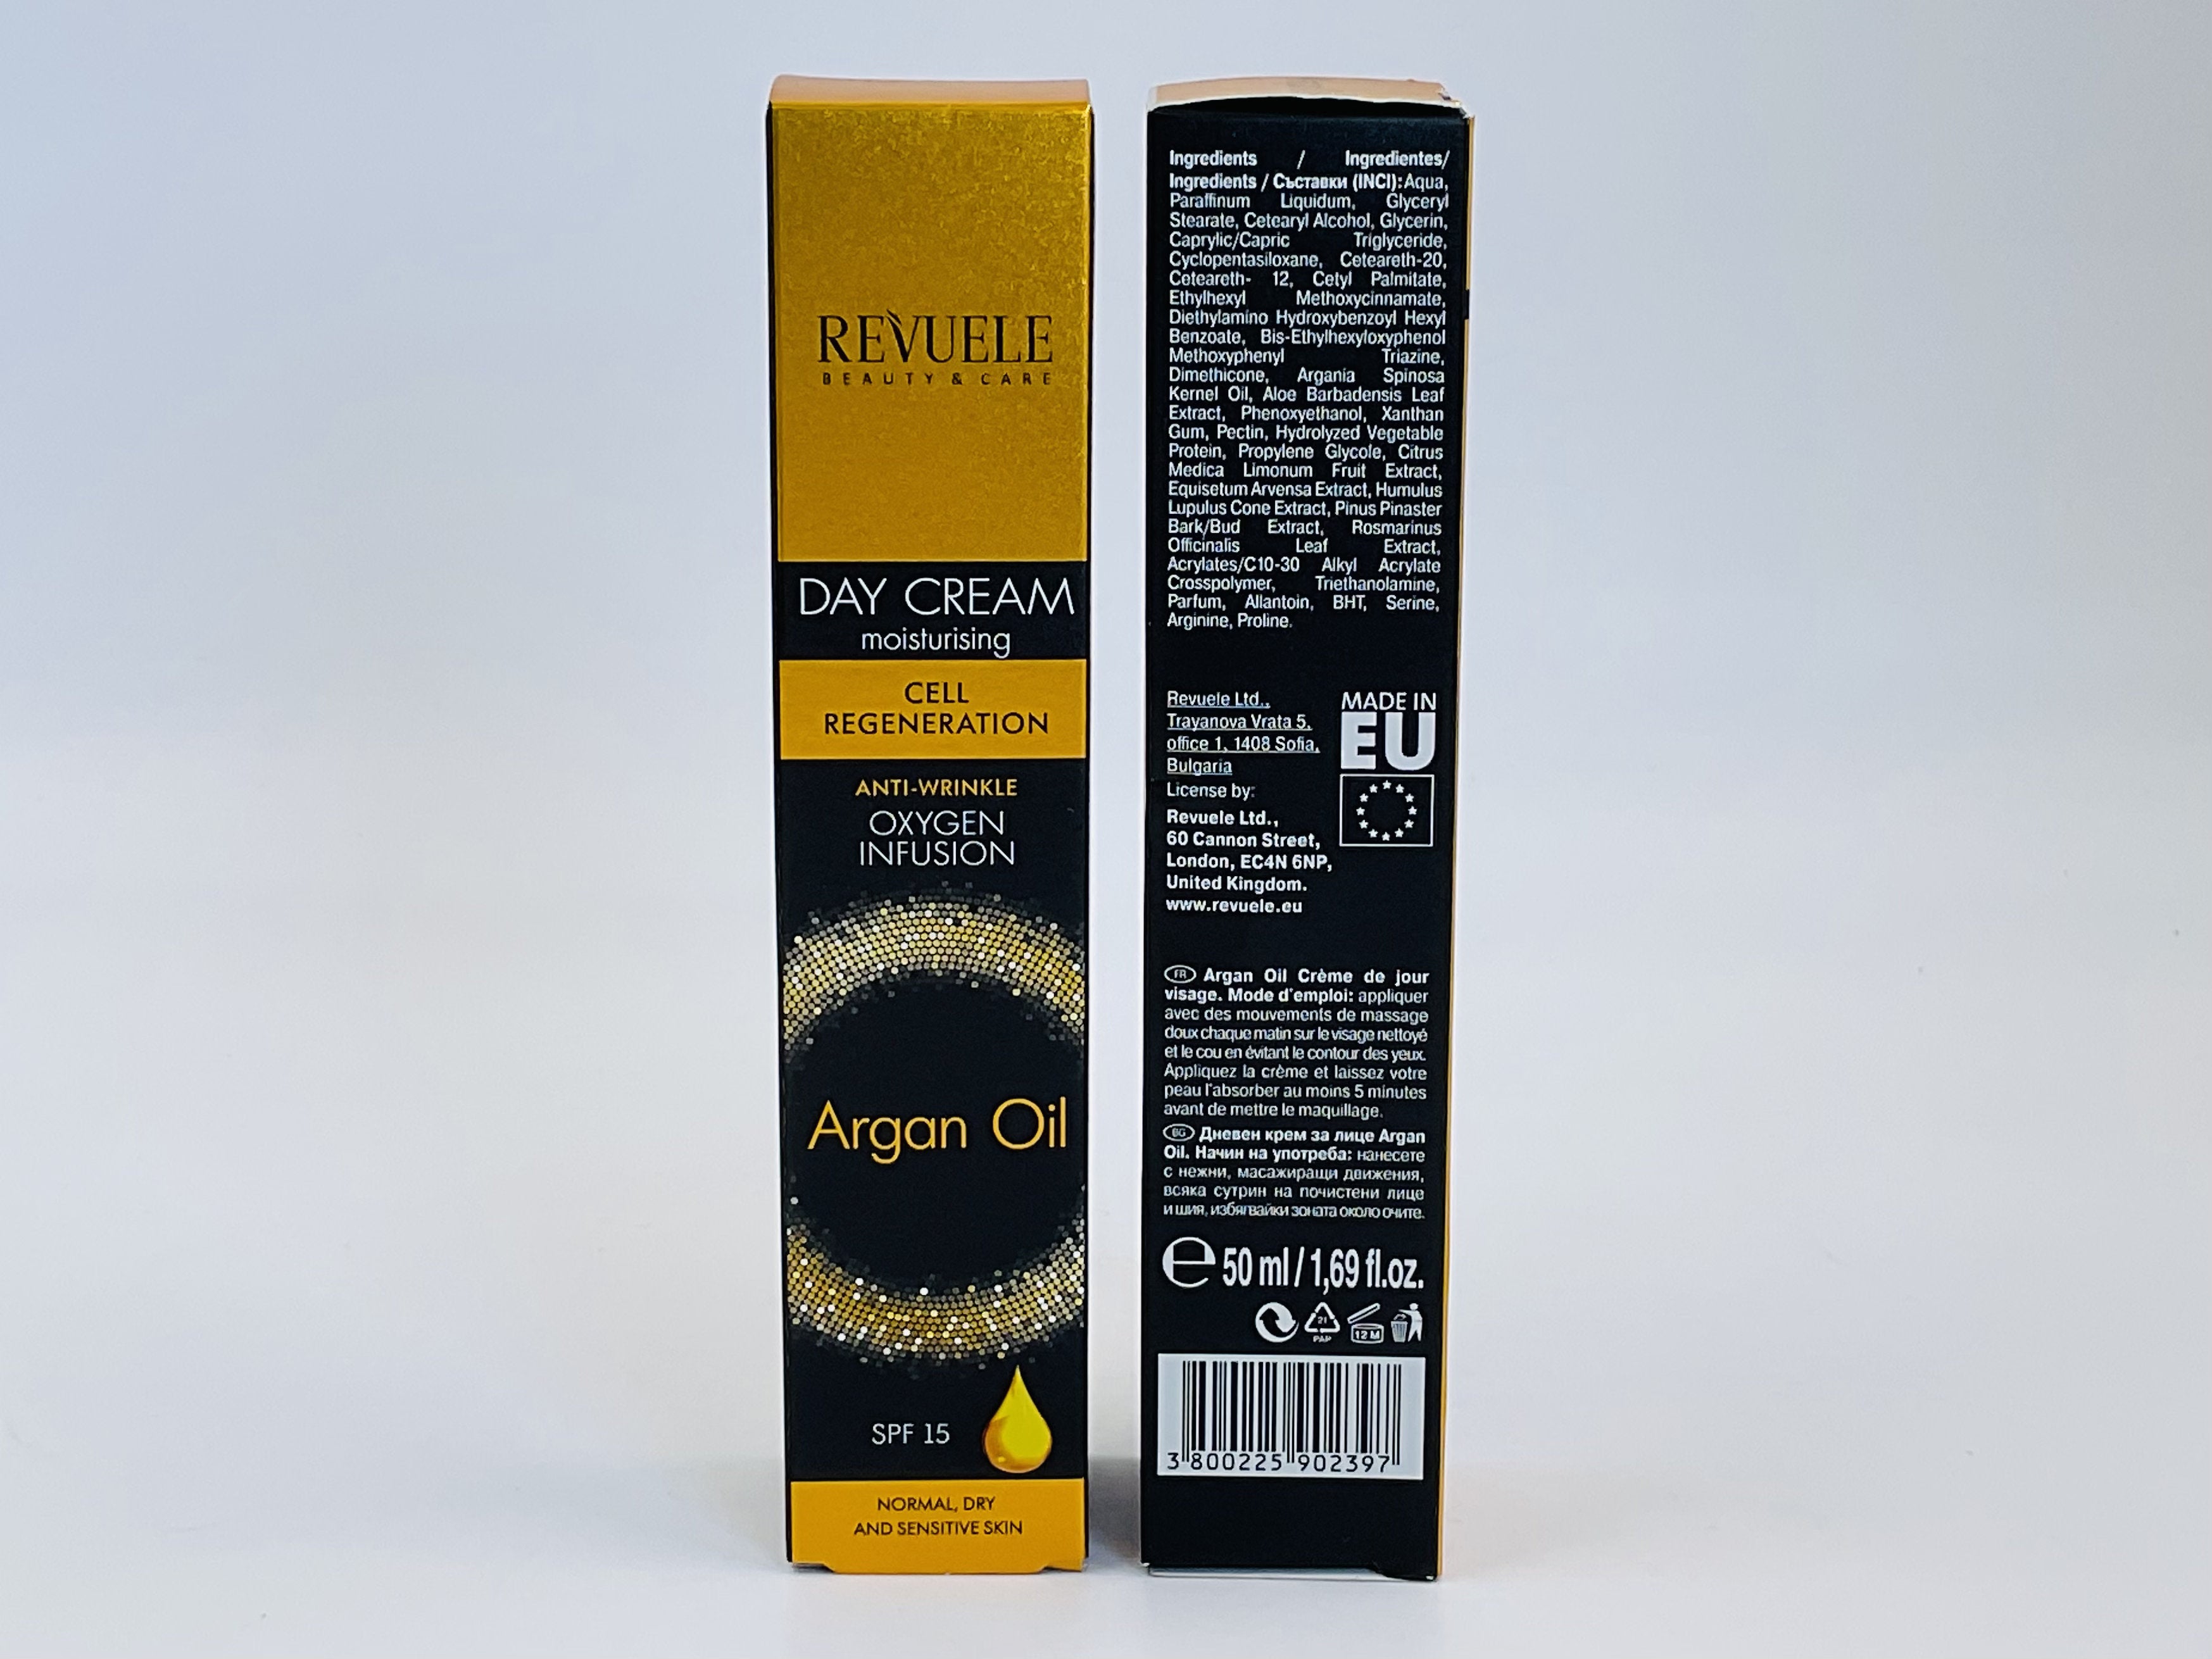 REVUELE
BEAUTY & CARE
DAY CREAM
moisturising
CELL
REGENERATION
ANTI-WRINKLE
OXYGEN
INFUSION
Argan Oil
SPF 15
NORMAL, DRY
AND SENSITIVE SKIN
Ingredients / Ingredientes/
Ingredients / Съставки (INCI): Aqua,
Paraffinum Liquidum, Glyceryl
Stearate, Cetearyl Alcohol, Glycerin,
Caprylic/Capric Triglyceride,
Cyclopentasiloxane, Ceteareth-20,
Ceteareth- 12, Cetyl Palmitate,
Ethylhexyl Methoxycinnamate,
Diethylamino Hydroxybenzoyl Hexyl
Benzoate, Bis-Ethylhexyloxyphenol
Methoxyphenyl Triazine,
Dimethicone, Argania Spinosa
Kernel Oil, Aloe Barbadensis Leaf
Extract, Phenoxyethanol, Xanthan
Gum, Pectin, Hydrolyzed Vegetable
Protein, Propylene Glycole, Citrus
Medica Limonum Fruit Extract,
Equisetum Arvensa Extract, Humulus
Lupulus Cone Extract, Pinus Pinaster
Bark/Bud Extract, Rosmarinus
Officinalis Leaf Extract,
Acrylates/C10-30 Alkyl Acrylate
Crosspolymer, Triethanolamine,
Parfum, Allantoin, BHT, Serine,
Arginine, Proline.
Revuele Ltd.,
Trayanova Vrata 5,
office 1, 1408 Sofia,
Bulgaria
License by:
Revuele Ltd.,
60 Cannon Street,
London, EC4N 6NP,
United Kingdom.
www.revuele.eu
MADE IN
EU
FR Argan Oil Crème de jour
visage. Mode d'emploi: appliquer
avec des mouvements de massage
doux chaque matin sur le visage nettoyé
et le cou en évitant le contour des yeux.
Appliquez la crème et laissez votre
peau l'absorber au moins 5 minutes
avant de mettre le maquillage.
BG Дневен крем за лице Argan
Oil. Начин на употреба: нанесете
с нежни, масажиращи движения,
всяка сутрин на почистени лице
и шия, избягвайки зоната около очите.
e 50 ml / 1,69 fl.oz.
21
PAP
12 M
3 800225 902397